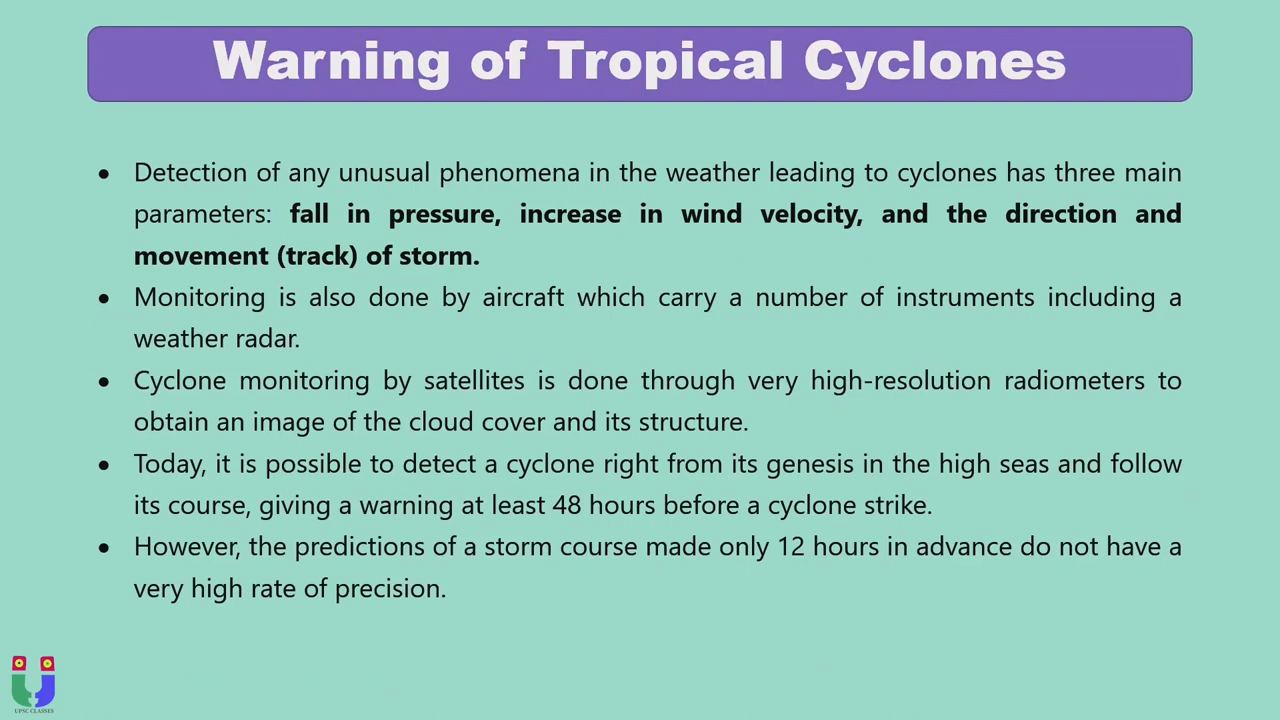 Warning of Tropical Cyclones
• Detection of any unusual phenomena in the weather leading to cyclones has three main
parameters: fall in pressure, increase in wind velocity, and the direction and
movement (track) of storm.
• Monitoring is also done by aircraft which carry a number of instruments including a
weather radar.
• Cyclone monitoring by satellites is done through very high-resolution radiometers to
obtain an image of the cloud cover and its structure.
• Today, it is possible to detect a cyclone right from its genesis in the high seas and follow
its course, giving a warning at least 48 hours before a cyclone strike.
• However, the predictions of a storm course made only 12 hours in advance do not have a
very high rate of precision.
UPSC CLASSES